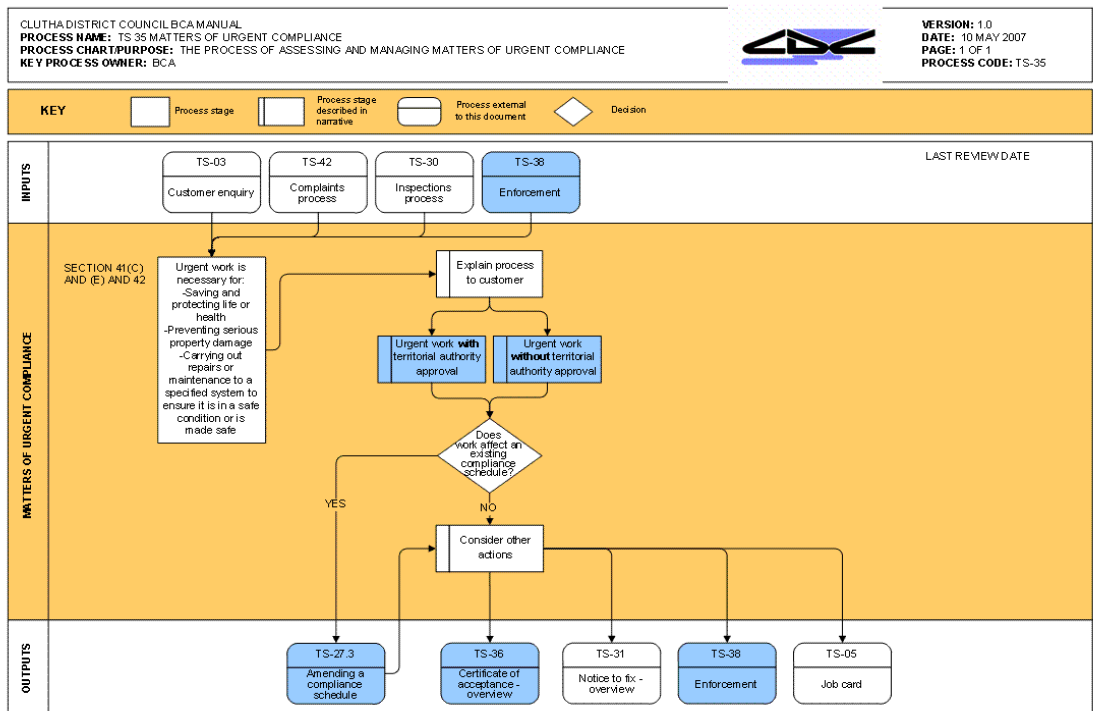 CLUTHA DISTRICT COUNCIL BCA MANUAL
PROCESS NAME: TS 35 MATTERS OF URGENT COMPLIANCE
PROCESS CHART/PURPOSE: THE PROCESS OF ASSESSING AND MANAGING MATTERS OF URGENT COMPLIANCE
KEY PROCESS OWNER: BCA
CDC
VERSION: 1.0
DATE: 10 MAY 2007
PAGE: 1 OF 1
PROCESS CODE: TS-35
KEY
Process stage
Process stage
described in
narrative
Process external
to this document
Decision
INPUTS
TS-03
Customer enquiry
TS-42
Complaints
process
TS-30
Inspections
process
TS-38
Enforcement
LAST REVIEW DATE
MATTERS OF URGENT COMPLIANCE
SECTION 41(C)
AND (E) AND 42
Urgent work is
necessary for:
-Saving and
protecting life or
health
-Preventing serious
property damage
-Carrying out
repairs or
maintenance to a
specified system to
ensure it is in a safe
condition or is
made safe
Explain process
to customer
Urgent work with
territorial authority
approval
Urgent work
without territorial
authority approval
Does
work affect an
existing
compliance
schedule?
YES
NO
Consider other
actions
OUTPUTS
TS-27.3
Amending a
compliance
schedule
TS-36
Certificate of
acceptance -
overview
TS-31
Notice to fix -
overview
TS-38
Enforcement
TS-05
Job card